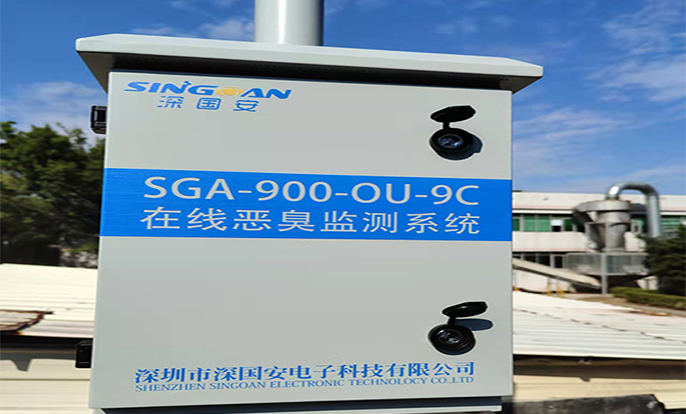 SINGOAN
深国安
SGA-900-OU-9C
在线恶臭监测系统
深圳市深国安电子科技有限公司
SHENZHEN SINGOAN ELECTRONIC TECHNOLOGY CO.,LTD